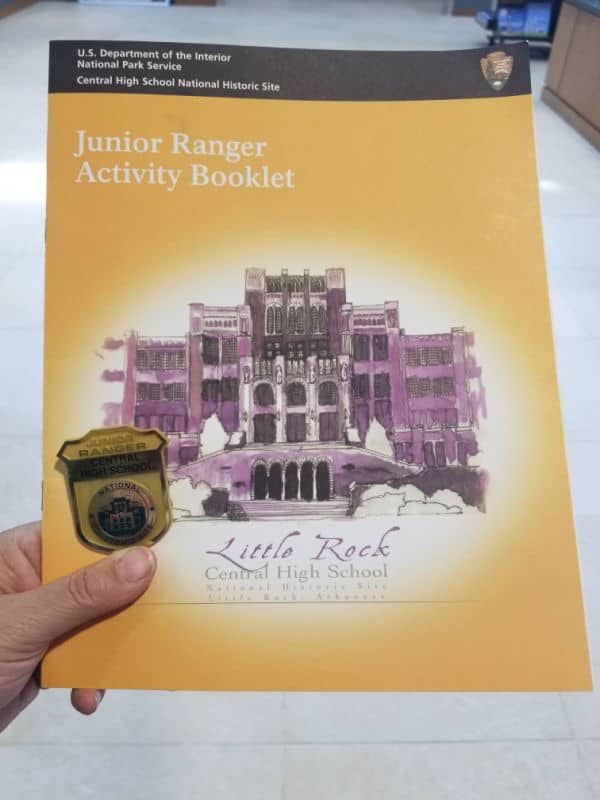 U.S. Department of the Interior
National Park Service
Central High School National Historic Site
Junior Ranger
Activity Booklet
JUNIOR
RANGER
CENTRAL
HIGH SCHOOL
NATIONAL
Little Rock
Central High School
National Historic Site
Little Rock, Arkansas